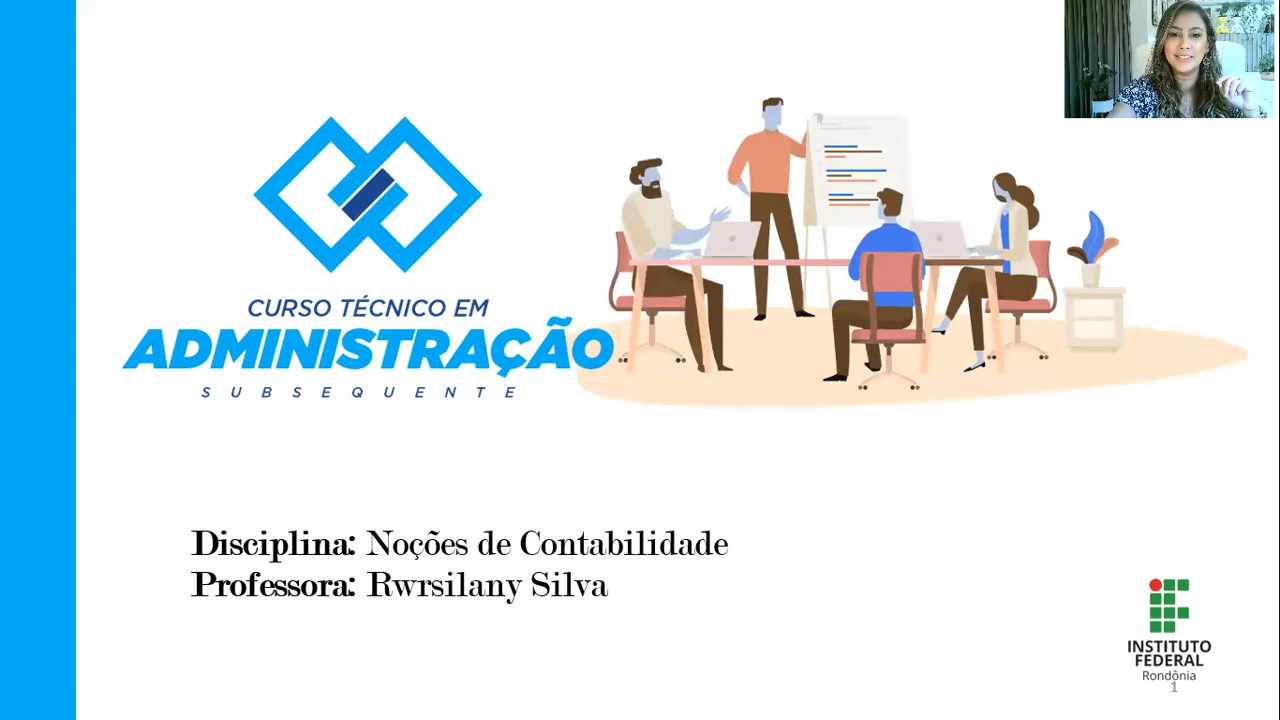 CURSO TÉCNICO EM
ADMINISTRAÇÃO
SUBSEQUENTE
Disciplina: Noções de Contabilidade
Professora: Rwrsilany Silva
INSTITUTO
FEDERAL
Rondônia
1